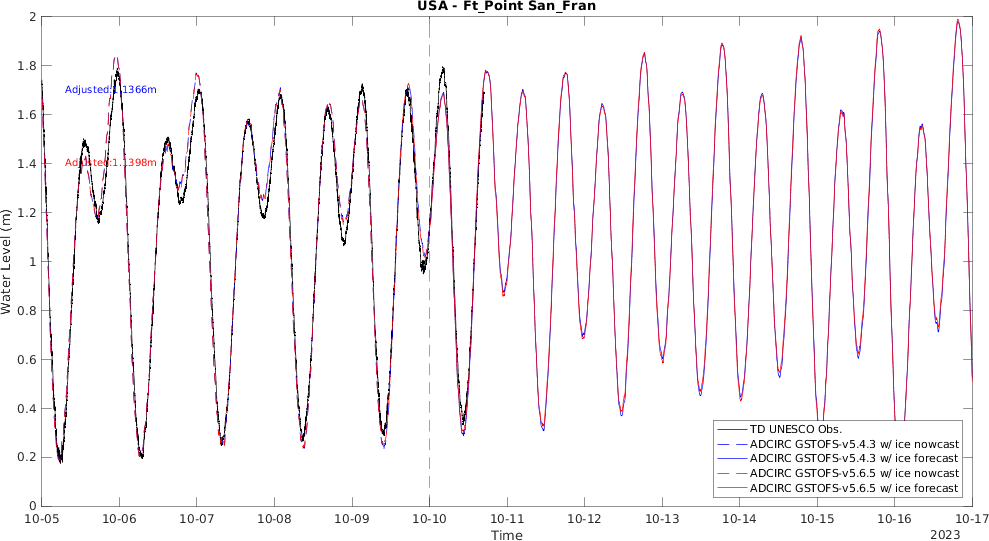 USA - Ft_Point San_Fran
2
1.8
1.6
1.4
1.2
1
0.8
0.6
0.4
0.2
0
Water Level (m)
Adjusted:1.1366m
Adjusted:1.1398m
TD UNESCO Obs.
ADCIRC GSTOFS-v5.4.3 w/ ice nowcast
ADCIRC GSTOFS-v5.4.3 w/ ice forecast
ADCIRC GSTOFS-v5.6.5 w/ ice nowcast
ADCIRC GSTOFS-v5.6.5 w/ ice forecast
10-05 10-06 10-07 10-08 10-09 10-10 10-11 10-12 10-13 10-14 10-15 10-16 10-17
Time
2023